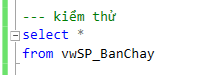 --- kiểm thử
select *
from vwSP_BanChay